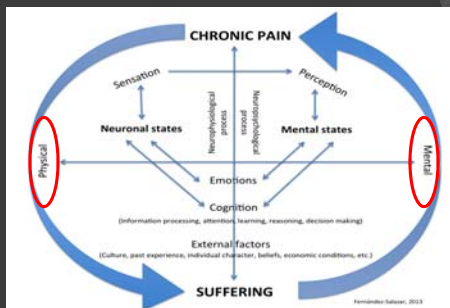 CHRONIC PAIN
Sensation
Perception
Neurophysiological
process
Neuropsychological
process
Neuronal states
Mental states
Physical
Mental
Emotions
Cognition
(Information processing, attention, learning, reasoning, decision making)
External factors
(Culture, past experience, individual character, beliefs, economic conditions, etc.)
SUFFERING
Fernández-Salazar, 2013